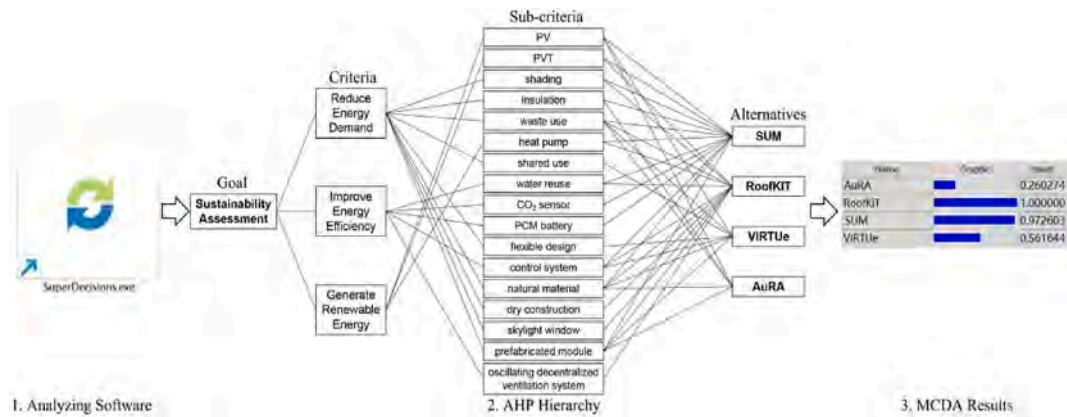 SuperDecisions.exe
1. Analyzing Software
Goal
Sustainability
Assessment
Criteria
Reduce
Energy
Demand
Improve
Energy
Efficiency
Generate
Renewable
Energy
Sub-criteria
PV
PVT
shading
insulation
waste use
heat pump
shared use
water reuse
CO₂ sensor
PCM battery
flexible design
control system
natural material
dry construction
skylight window
prefabricated module
oscillating decentralized
ventilation system
2. AHP Hierarchy
Alternatives
SUM
RoofKIT
VIRTUe
AuRA
Name Graphic
AuRA 0.260274
RoofKIT 1.000000
SUM 0.972603
VIRTUe 0.561644
3. MCDA Results